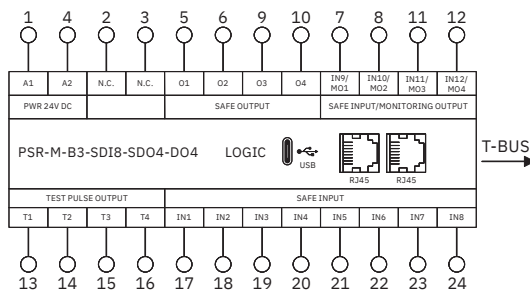 1 4 2 3 5 6 9 10 7 8 11 12
A1 A2 N.C. N.C. O1 O2 O3 O4 IN9/ IN10/ IN11/ IN12/
MO1 MO2 MO3 MO4
PWR 24V DC SAFE OUTPUT SAFE INPUT/MONITORING OUTPUT
PSR-M-B3-SDI8-SDO4-DO4 LOGIC USB RJ45 RJ45 T-BUS
TEST PULSE OUTPUT SAFE INPUT
T1 T2 T3 T4 IN1 IN2 IN3 IN4 IN5 IN6 IN7 IN8
13 14 15 16 17 18 19 20 21 22 23 24